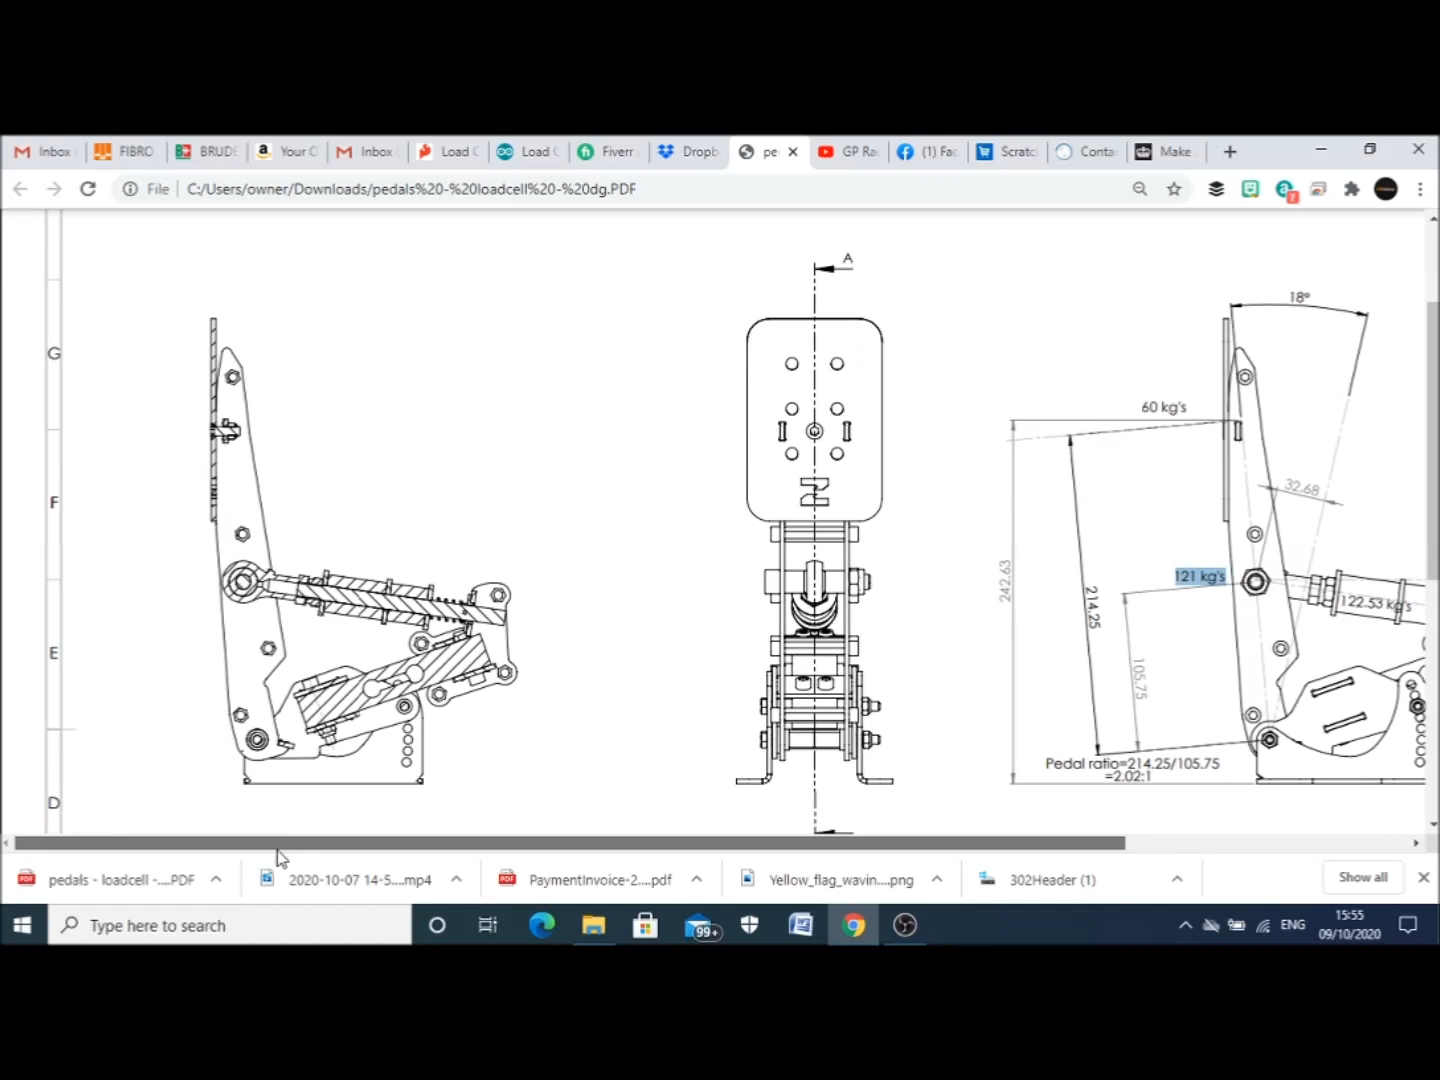 Inbox
FIBRO
BRUDE
Your C
Inbox
Load C
Load C
Fiverr
Dropb
pe
GP Ra
(1) Fac
Scratc
Conta
Make
File
C:/Users/owner/Downloads/pedals%20-%20loadcell%20-%20dg.PDF
7
A
18°
G
60 kg's
F
32.68
242.63
121 kg's
214.25
122.53 kg's
E
105.75
Pedal ratio=214.25/105.75
=2.02:1
D
pedals - loadcell -....PDF
2020-10-07 14-5....mp4
PaymentInvoice-2....pdf
Yellow_flag_wavin....png
302Header (1)
Show all
Type here to search
99+
ENG
15:55
09/10/2020